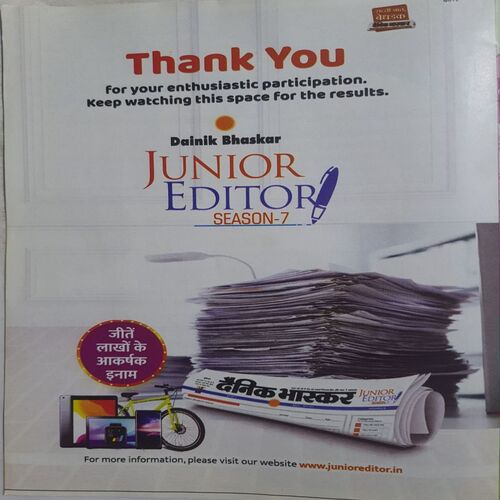 Thank You
for your enthusiastic participation.
Keep watching this space for the results.
Dainik Bhaskar
JUNIOR
EDITOR
SEASON-7
जीतें
लाखों के
आकर्षक
इनाम
दैनिक भास्कर
JUNIOR
EDITOR
For more information, please visit our website www.junioreditor.in